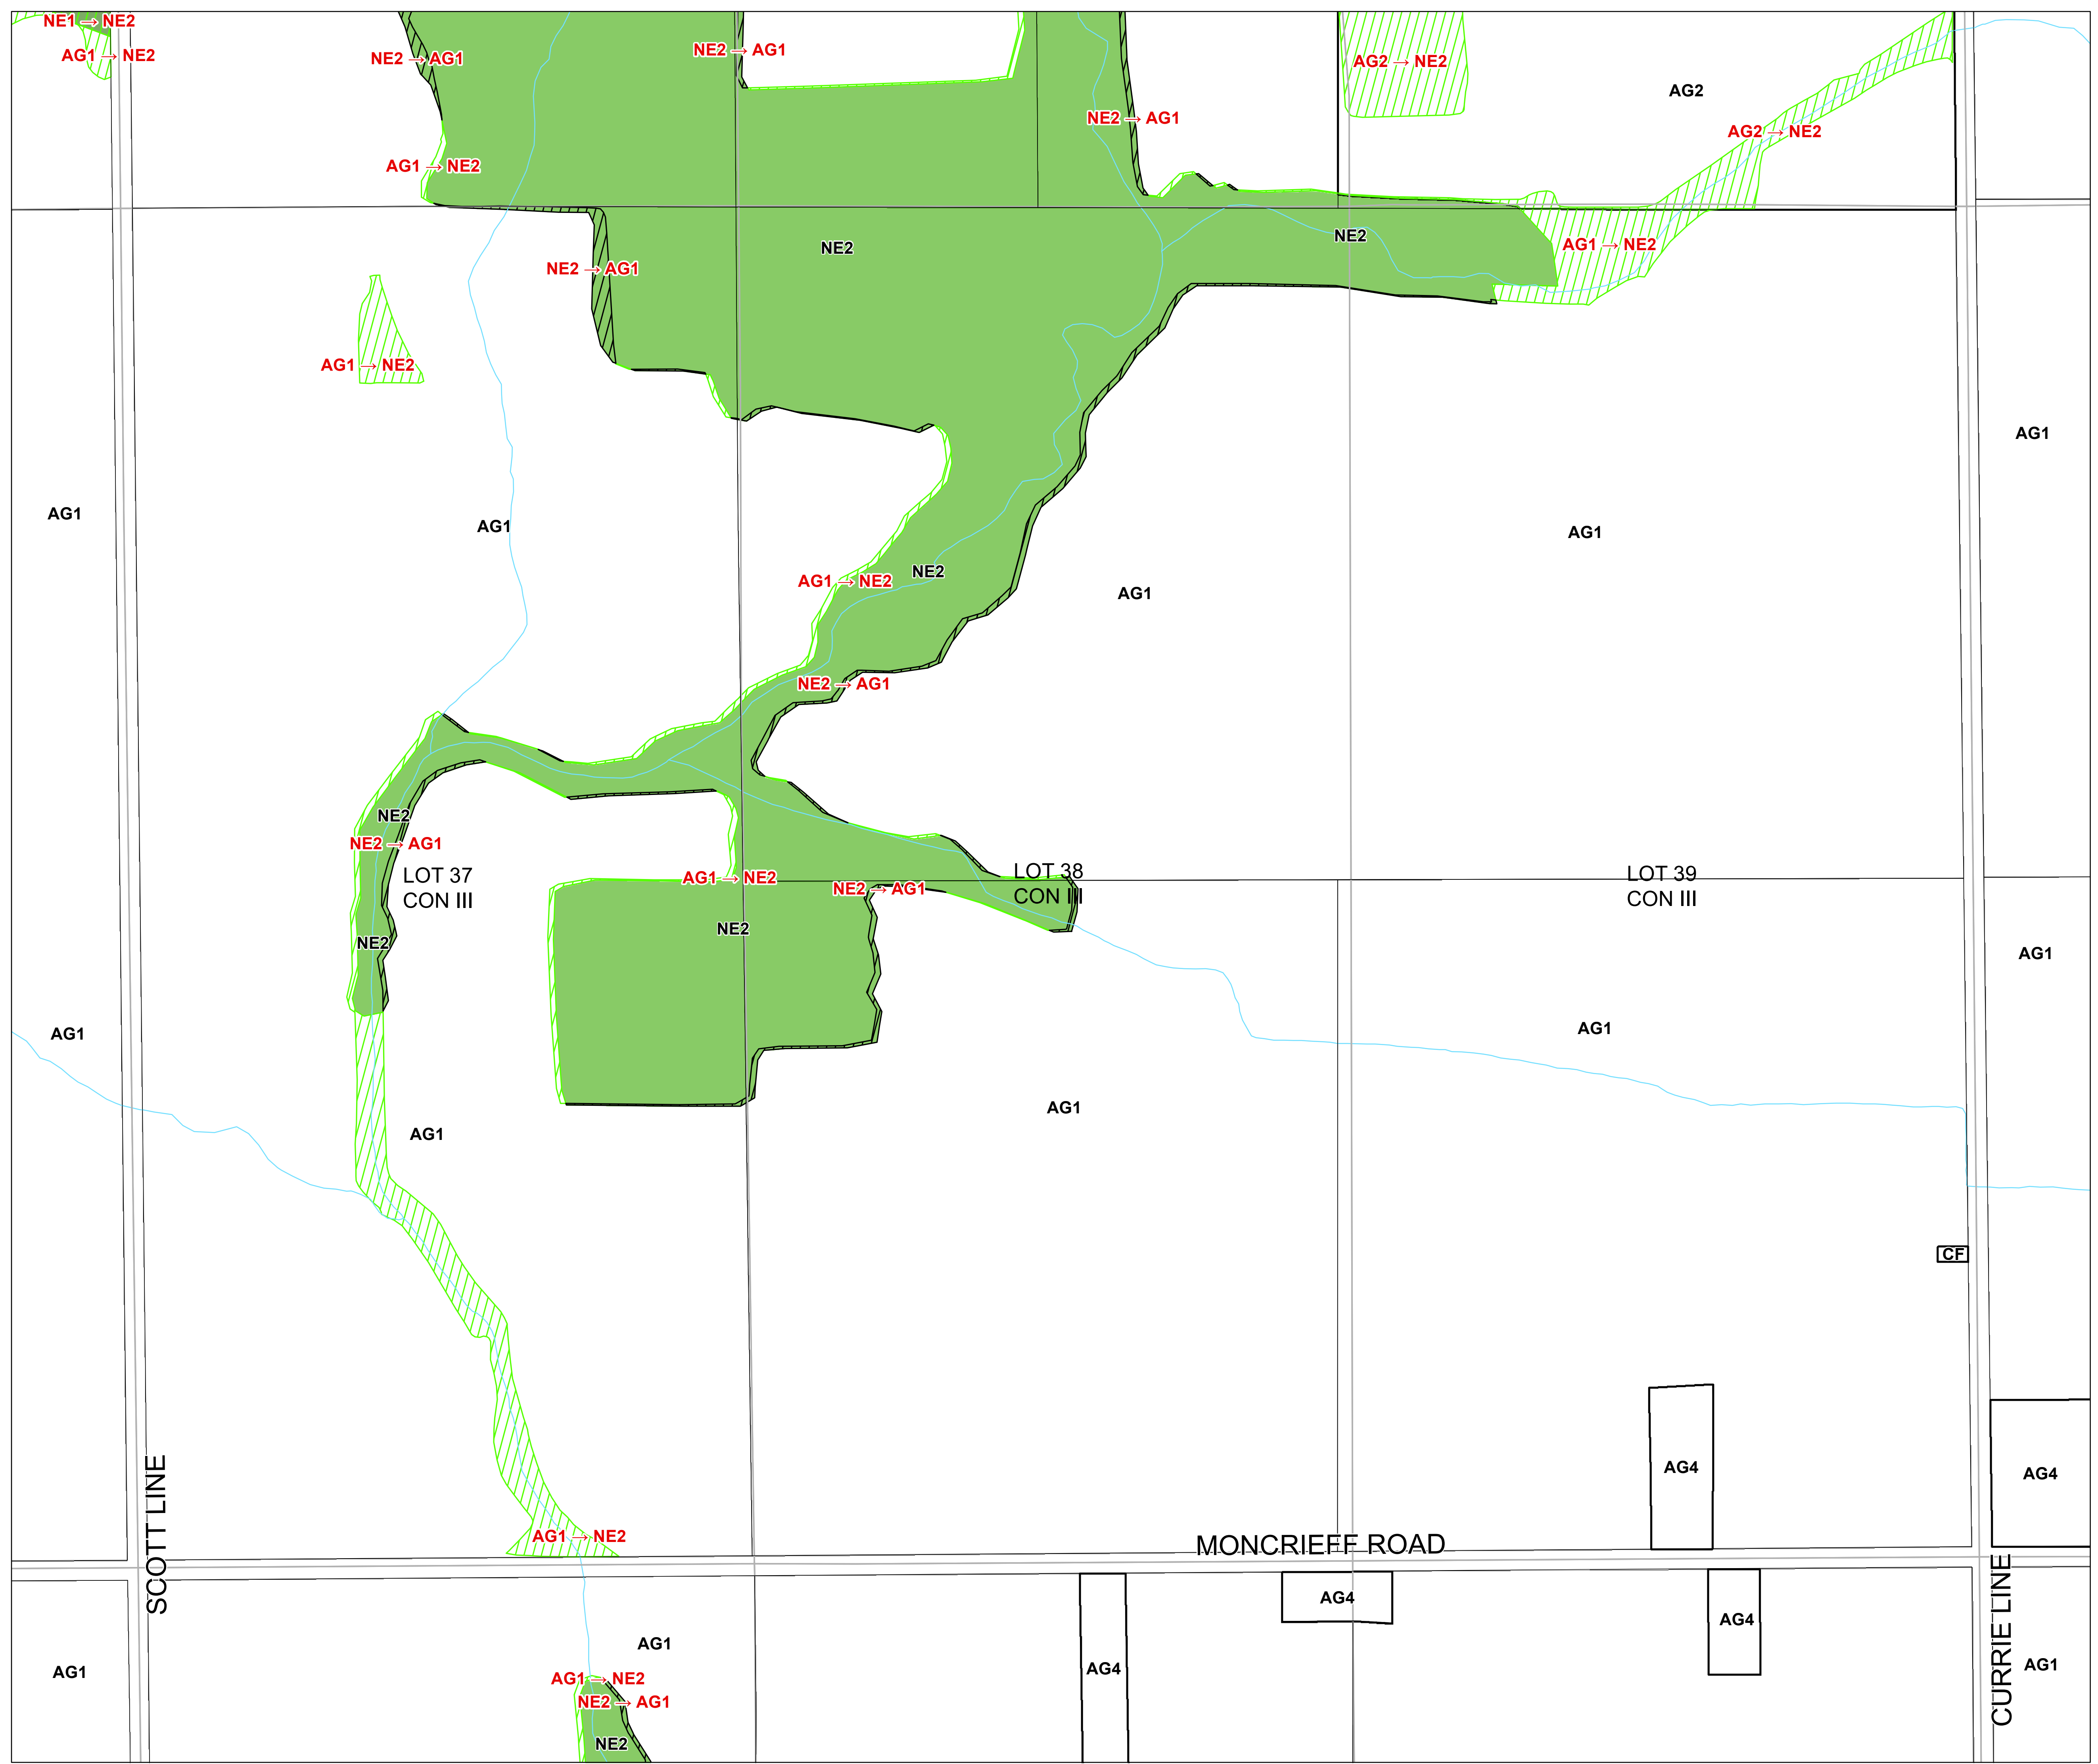 NE1 → NE2
AG1 → NE2
NE2 → AG1
NE2 → AG1
AG2 → NE2
AG2
NE2 → AG1
AG2 → NE2
AG1 → NE2
NE2
NE2
AG1 → NE2
NE2 → AG1
AG1 → NE2
AG1
AG1
AG1
AG1
NE2
AG1 → NE2
AG1
NE2 → AG1
NE2
NE2 → AG1
LOT 37
CON III
AG1 → NE2
NE2 → AG1
LOT 38
CON III
LOT 39
CON III
NE2
NE2
AG1
AG1
AG1
AG1
AG1
CF
AG4
AG4
SCOTT LINE
AG1 → NE2
MONCRIEFF ROAD
CURRIE LINE
AG4
AG4
AG1
AG1
AG4
AG1
AG1 → NE2
NE2 → AG1
NE2